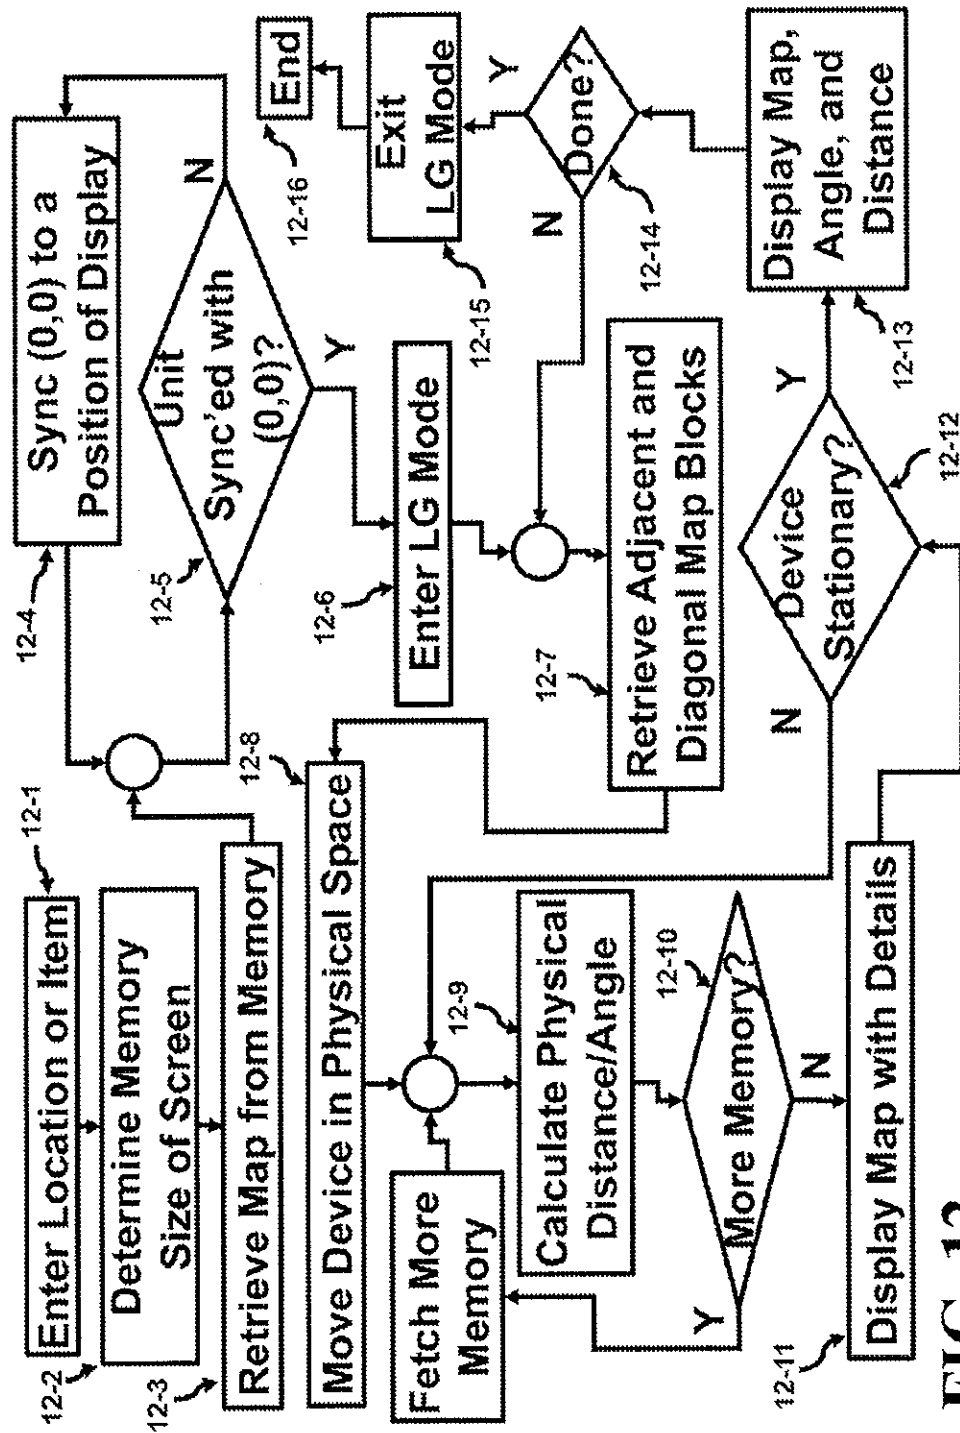 12-1
Enter Location or Item
12-2
Determine Memory
Size of Screen
12-3
Retrieve Map from Memory
12-4
Sync (0,0) to a
Position of Display
12-5
Unit
Sync'ed with
(0,0)?
N
Y
12-6
Enter LG Mode
12-7
Retrieve Adjacent and
Diagonal Map Blocks
12-8
Move Device in Physical Space
Fetch More
Memory
12-9
Calculate Physical
Distance/Angle
12-10
More Memory?
Y
N
12-11
Display Map with Details
12-12
Device
Stationary?
N
Y
12-13
Display Map,
Angle, and
Distance
12-14
Done?
N
Y
12-15
Exit
LG Mode
12-16
End